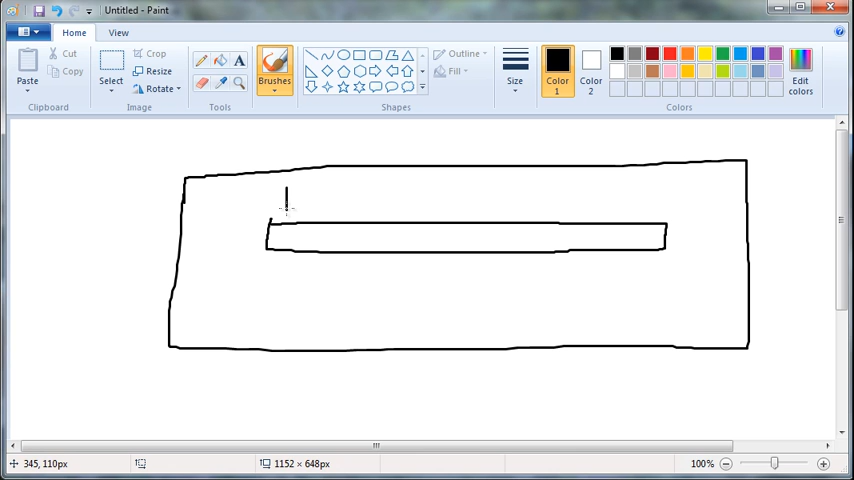 Untitled - Paint
Home View
Paste
Cut
Copy
Clipboard
Select
Crop
Resize
Rotate
Image
A
Tools
Brushes
Outline
Fill
Shapes
Size
Color 1
Color 2
Edit colors
Colors
345, 110px
1152 × 648px
100%